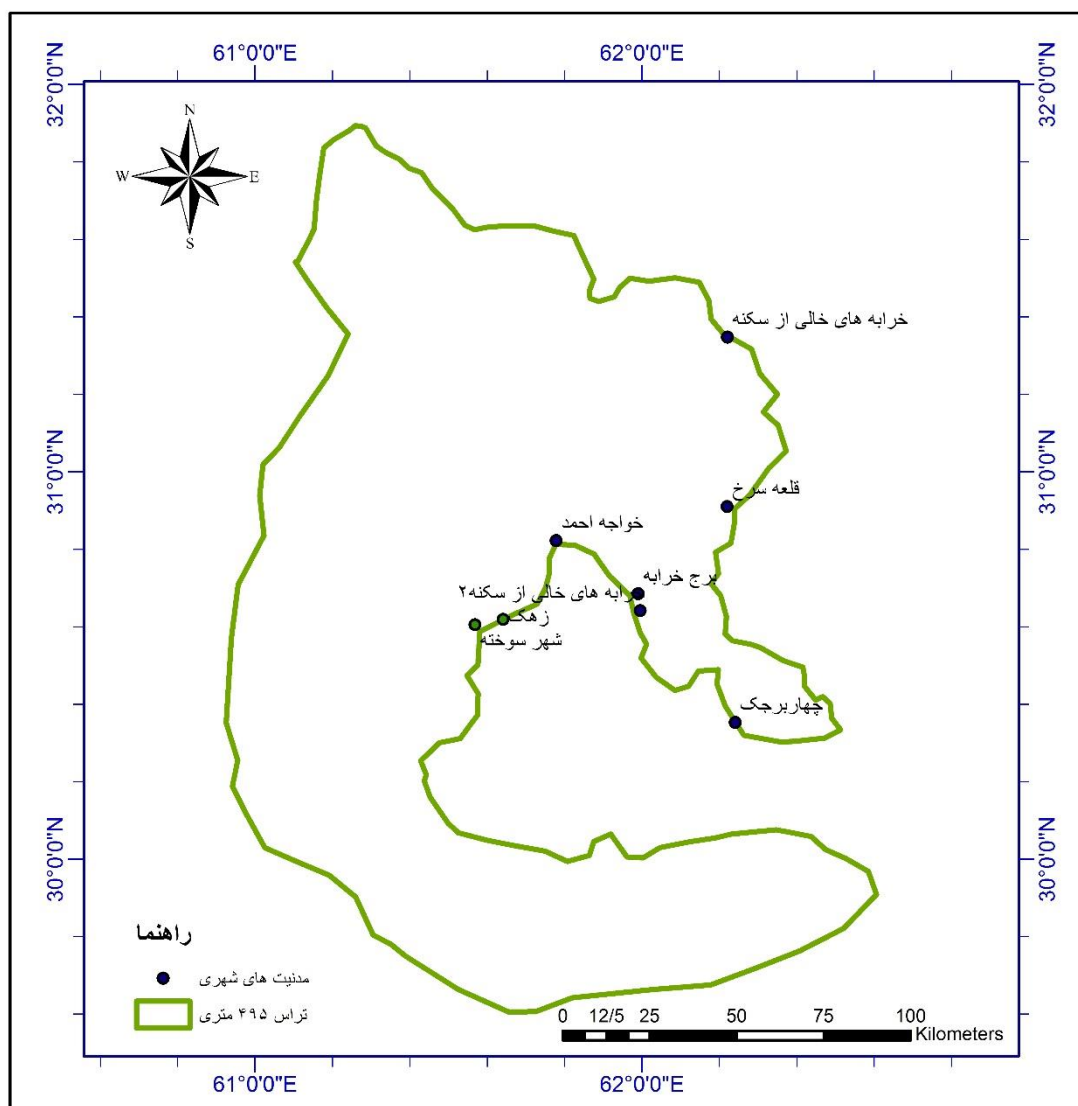 61°0'0"E
62°0'0"E
32°0'0"N
32°0'0"N
N
W
E
S
خرابه های خالی از سکنه
31°0'0"N
31°0'0"N
قلعه سرخ
خواجه احمد
برج خرابه
رابه های خالی از سکنه۲
زهک
شهر سوخته
چهاربرجک
30°0'0"N
30°0'0"N
راهنما
مدنیت های شهری
تراس ۴۹۵ متری
0 12/5 25 50 75 100
Kilometers
61°0'0"E
62°0'0"E